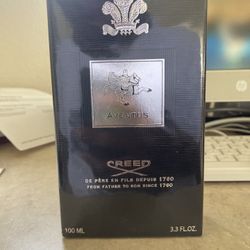 AVENTUS
CREED
DE PÈRE EN FILS DEPUIS 1760
FROM FATHER TO SON SINCE 1760
100 ML 3.3 FL.OZ.